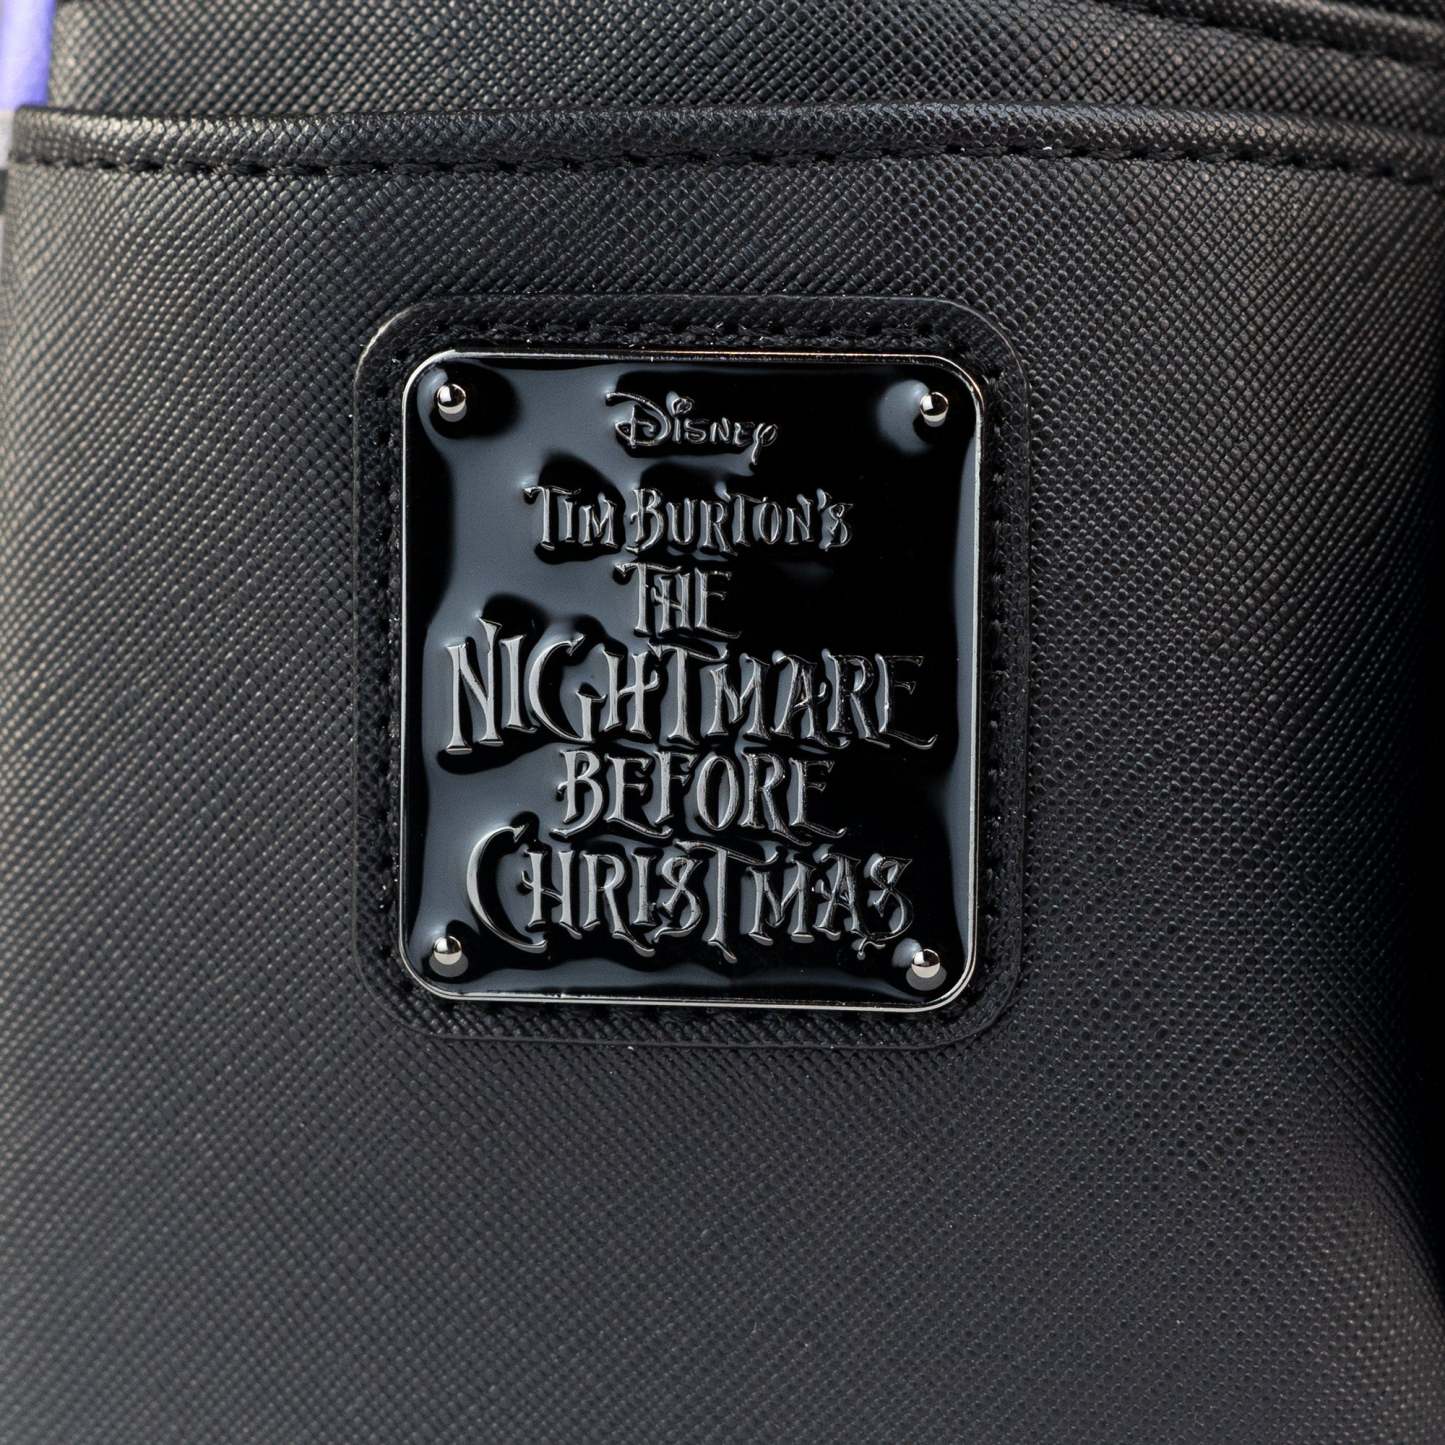 Disney
TIM BURTON'S
THE
NIGHTMARE
BEFORE
CHRISTMAS